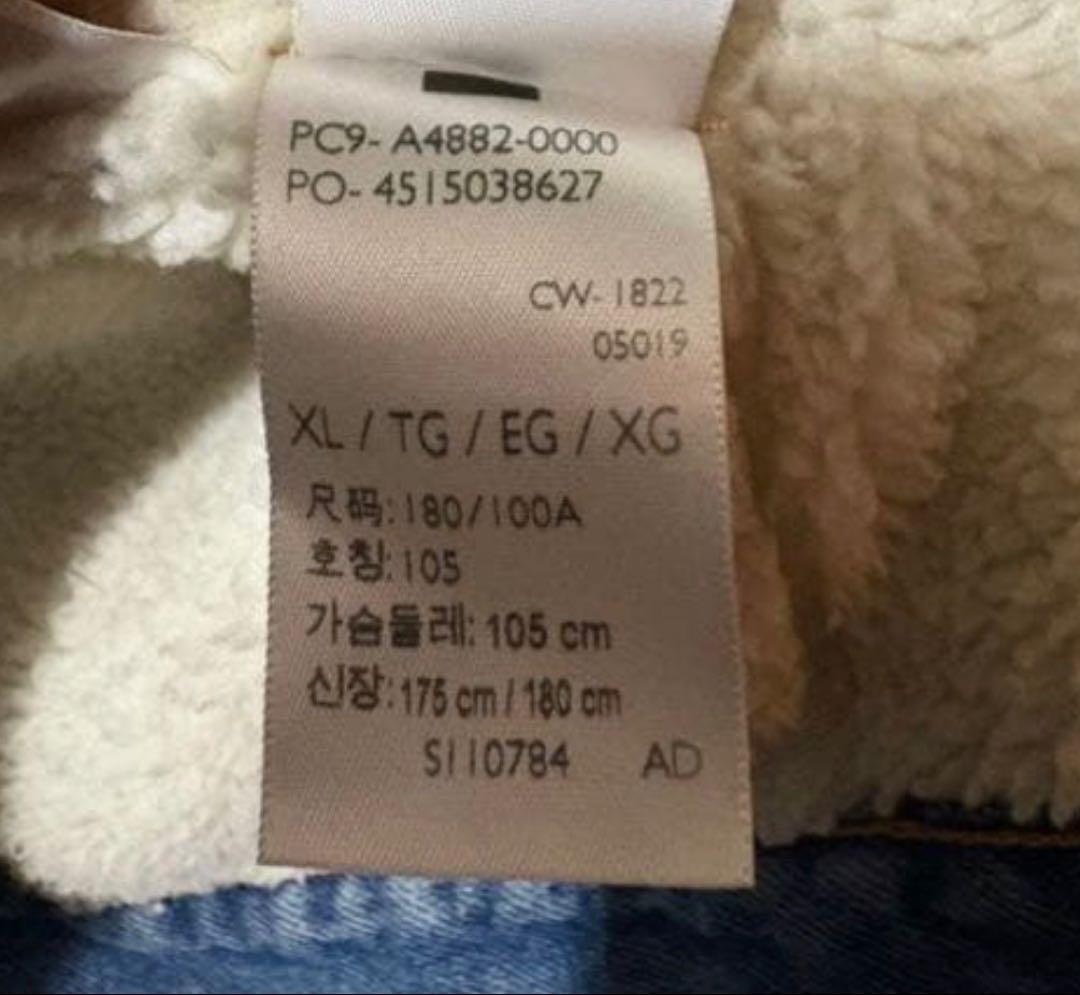 PC9- A4882-0000
PO- 4515038627
CW- 1822
05019
XL / TG / EG / XG
尺码:180/100A
호칭:105
가슴둘레: 105 cm
신장:175 cm / 180 cm
S110784 AD